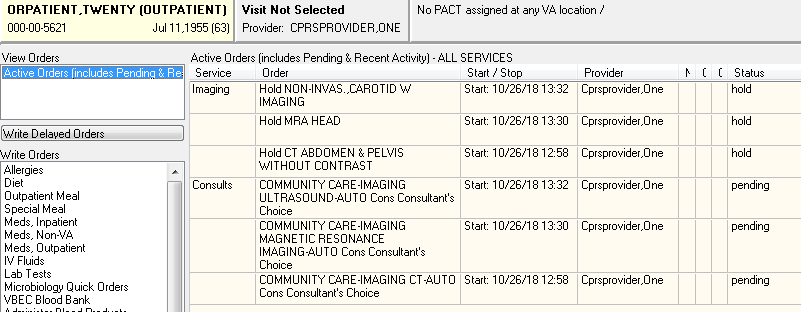 ORPATIENT,TWENTY (OUTPATIENT)
000-00-5621 Jul 11,1955 (63)
Visit Not Selected
Provider: CPRSPROVIDER,ONE
No PACT assigned at any VA location /
View Orders
Active Orders (includes Pending & Re
Write Delayed Orders
Write Orders
Allergies
Diet
Outpatient Meal
Special Meal
Meds, Inpatient
Meds, Non-VA
Meds, Outpatient
IV Fluids
Lab Tests
Microbiology Quick Orders
VBEC Blood Bank
Administer Blood Products
Active Orders (includes Pending & Recent Activity) - ALL SERVICES
Service Order Start / Stop Provider N C C Status
Imaging Hold NON-INVAS.,CAROTID W Start: 10/26/18 13:32 Cprsprovider,One hold
IMAGING
Hold MRA HEAD Start: 10/26/18 13:30 Cprsprovider,One hold
Hold CT ABDOMEN & PELVIS Start: 10/26/18 12:58 Cprsprovider,One hold
WITHOUT CONTRAST
Consults COMMUNITY CARE-IMAGING Start: 10/26/18 13:32 Cprsprovider,One pending
ULTRASOUND-AUTO Cons Consultant's
Choice
COMMUNITY CARE-IMAGING Start: 10/26/18 13:30 Cprsprovider,One pending
MAGNETIC RESONANCE
IMAGING-AUTO Cons Consultant's
Choice
COMMUNITY CARE-IMAGING CT-AUTO Start: 10/26/18 12:58 Cprsprovider,One pending
Cons Consultant's Choice